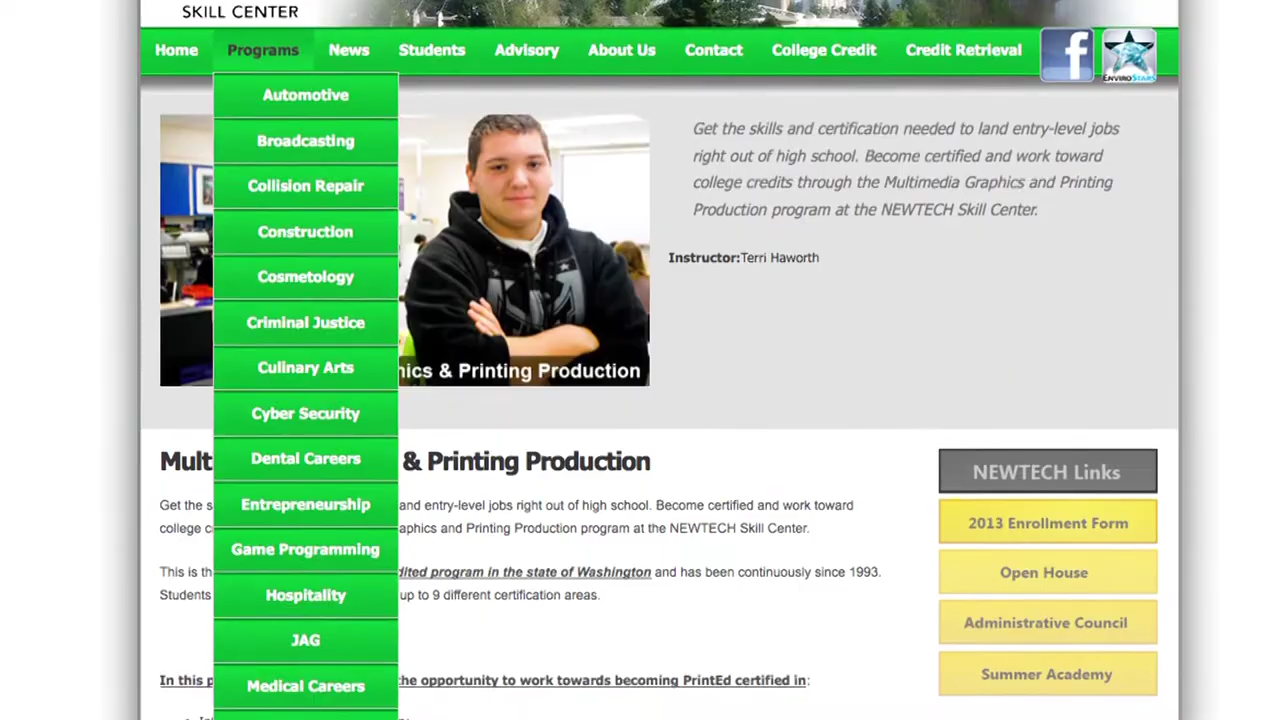 SKILL CENTER
Home Programs News Students Advisory About Us Contact College Credit Credit Retrieval
f
ENVIROSTARS
Automotive
Broadcasting
Collision Repair
Construction
Cosmetology
Criminal Justice
Culinary Arts
Cyber Security
Dental Careers
Entrepreneurship
Game Programming
Hospitality
JAG
Medical Careers
Get the skills and certification needed to land entry-level jobs
right out of high school. Become certified and work toward
college credits through the Multimedia Graphics and Printing
Production program at the NEWTECH Skill Center.
Instructor:Terri Haworth
ics & Printing Production
Mult & Printing Production
Get the s and entry-level jobs right out of high school. Become certified and work toward
college c aphics and Printing Production program at the NEWTECH Skill Center.
This is th dited program in the state of Washington and has been continuously since 1993.
Students up to 9 different certification areas.
In this p the opportunity to work towards becoming PrintEd certified in:
NEWTECH Links
2013 Enrollment Form
Open House
Administrative Council
Summer Academy